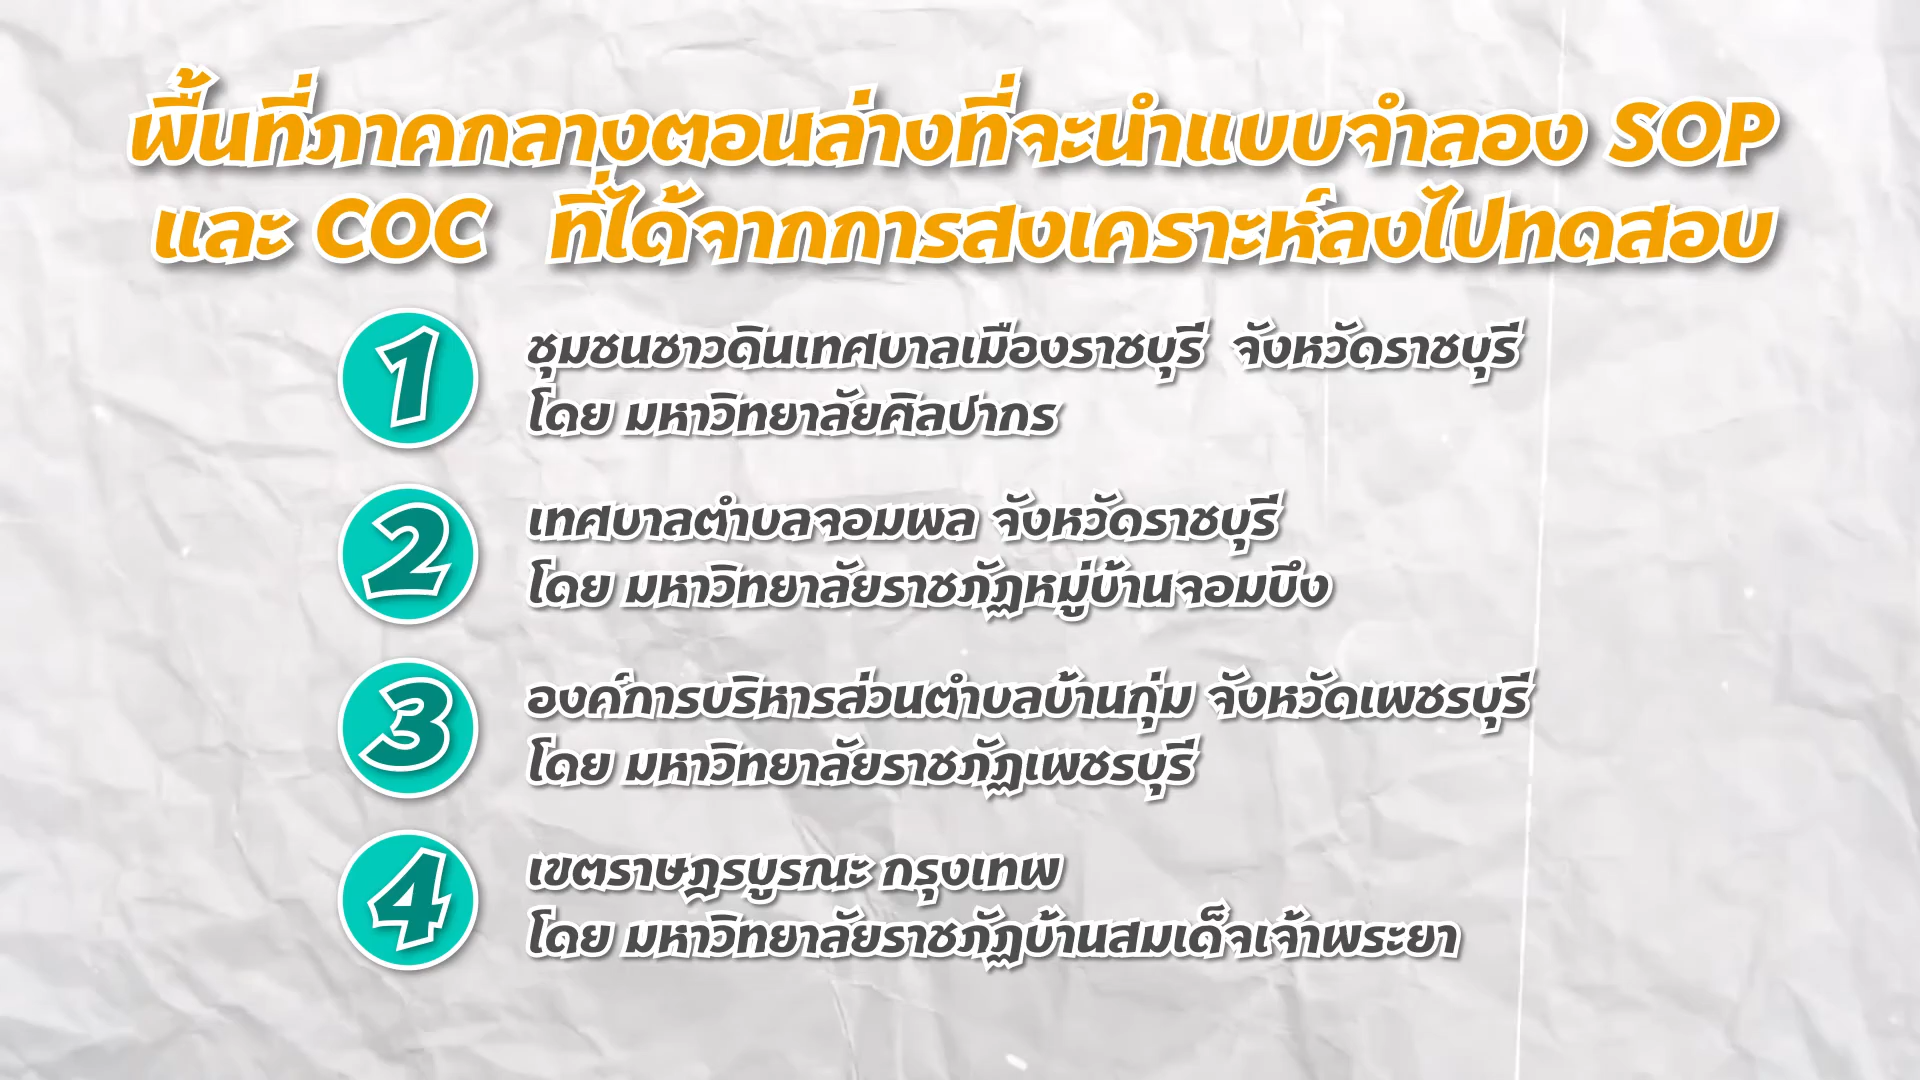 พื้นที่ภาคกลางตอนล่างที่จะนำแบบจำลอง SOP
และ COC ที่ได้จากการสงเคราะห์ลงไปทดสอบ
1
ชุมชนชาวดินเทศบาลเมืองราชบุรี จังหวัดราชบุรี
โดย มหาวิทยาลัยศิลปากร
2
เทศบาลตำบลจอมพล จังหวัดราชบุรี
โดย มหาวิทยาลัยราชภัฏหมู่บ้านจอมบึง
3
องค์การบริหารส่วนตำบลบ้านกุ่ม จังหวัดเพชรบุรี
โดย มหาวิทยาลัยราชภัฏเพชรบุรี
4
เขตราษฎรบูรณะ กรุงเทพ
โดย มหาวิทยาลัยราชภัฏบ้านสมเด็จเจ้าพระยา